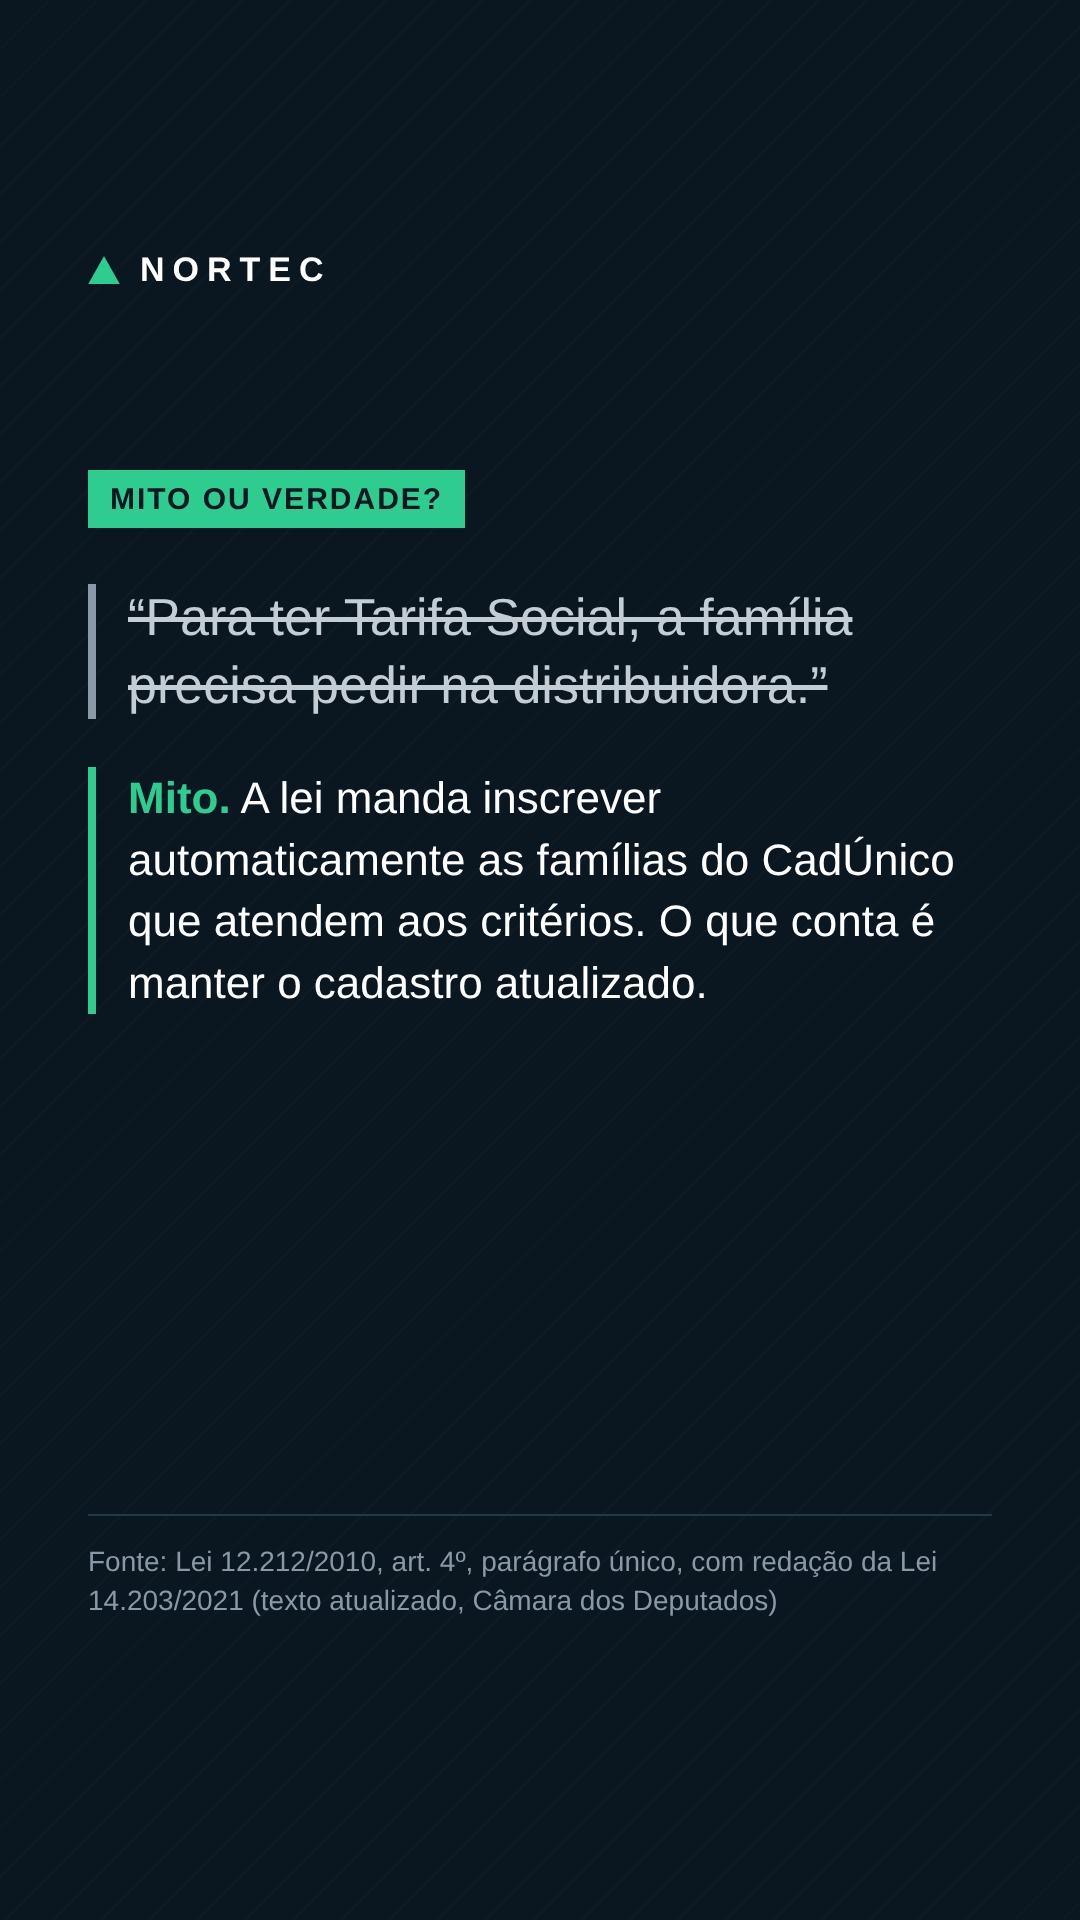 NORTEC
MITO OU VERDADE?
“Para ter Tarifa Social, a família
precisa pedir na distribuidora.”
Mito. A lei manda inscrever
automaticamente as famílias do CadÚnico
que atendem aos critérios. O que conta é
manter o cadastro atualizado.
Fonte: Lei 12.212/2010, art. 4º, parágrafo único, com redação da Lei
14.203/2021 (texto atualizado, Câmara dos Deputados)